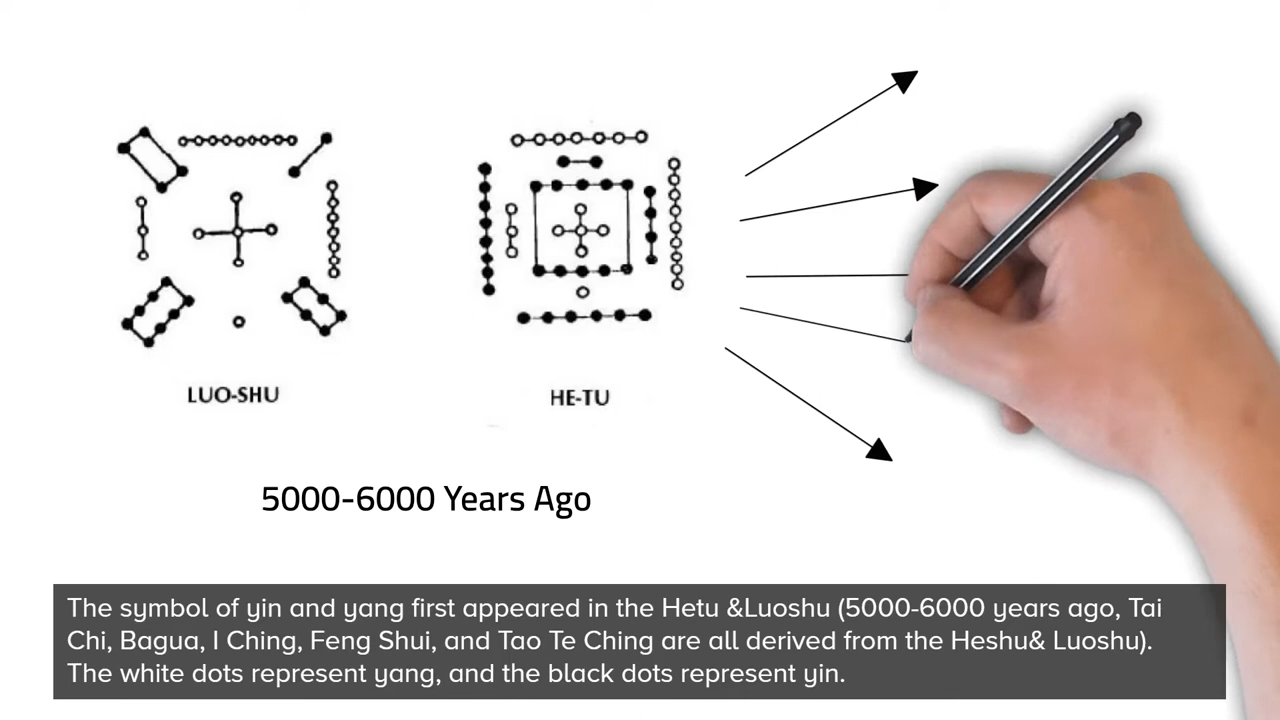 LUO-SHU
HE-TU
5000-6000 Years Ago
The symbol of yin and yang first appeared in the Hetu &Luoshu (5000-6000 years ago, Tai
Chi, Bagua, I Ching, Feng Shui, and Tao Te Ching are all derived from the Heshu& Luoshu).
The white dots represent yang, and the black dots represent yin.